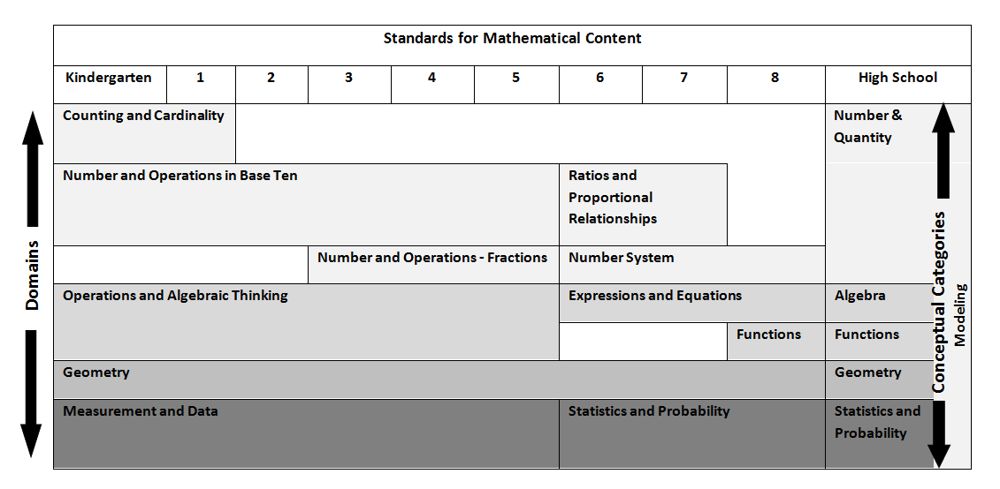 Standards for Mathematical Content
Kindergarten 1 2 3 4 5 6 7 8 High School
Domains
Counting and Cardinality
Number &
Quantity
Number and Operations in Base Ten
Ratios and
Proportional
Relationships
Number and Operations - Fractions
Number System
Operations and Algebraic Thinking
Expressions and Equations
Algebra
Functions
Functions
Geometry
Geometry
Measurement and Data
Statistics and Probability
Statistics and
Probability
Conceptual Categories
Modeling